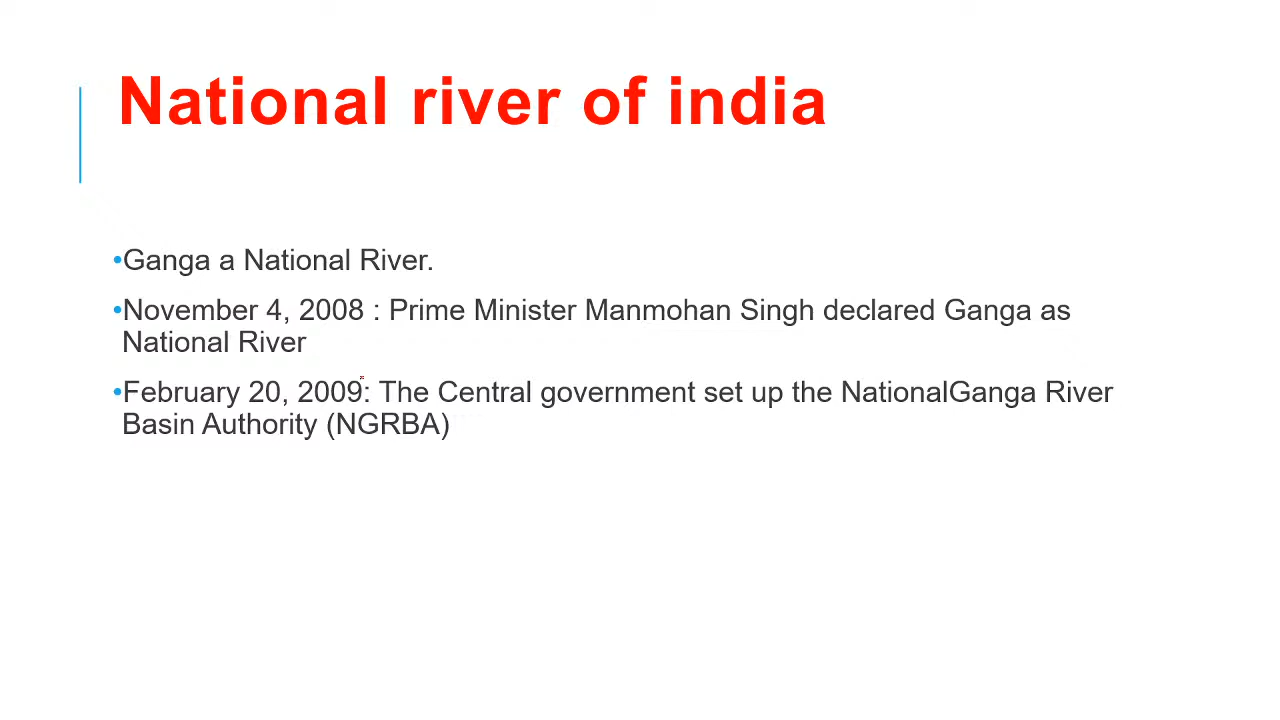 National river of india
•Ganga a National River.
•November 4, 2008 : Prime Minister Manmohan Singh declared Ganga as
National River
•February 20, 2009: The Central government set up the NationalGanga River
Basin Authority (NGRBA)